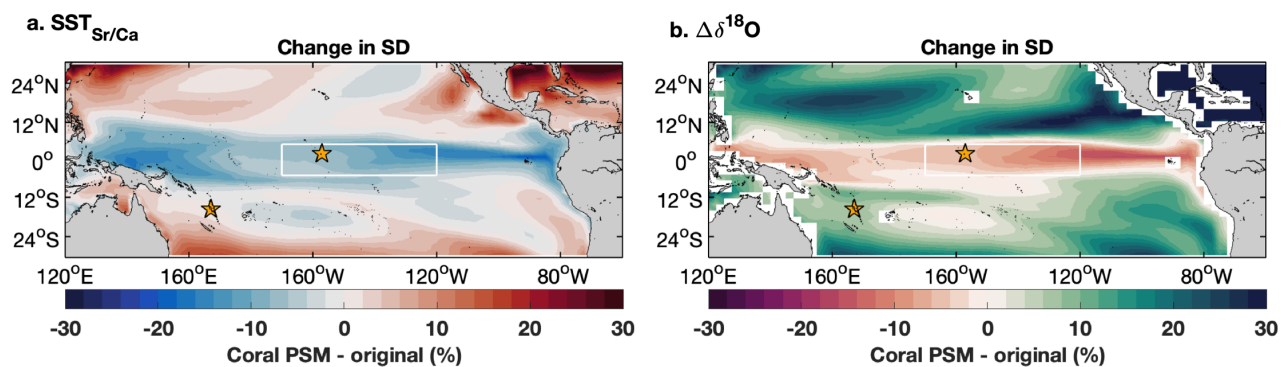 a. SST Sr/Ca
Change in SD
24°N
12°N
0°
12°S
24°S
120°E 160°E 160°W 120°W 80°W
-30 -20 -10 0 10 20 30
Coral PSM - original (%)
b. Δδ¹⁸O
Change in SD
24°N
12°N
0°
12°S
24°S
120°E 160°E 160°W 120°W 80°W
-30 -20 -10 0 10 20 30
Coral PSM - original (%)